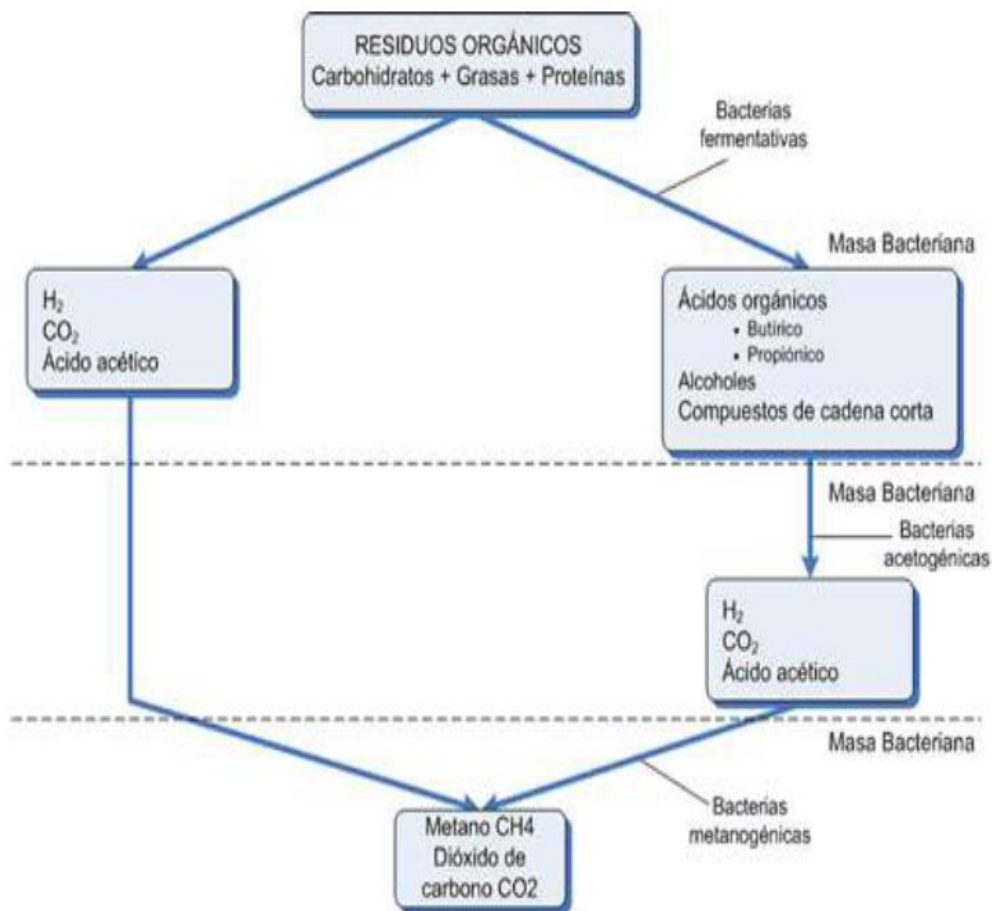 RESIDUOS ORGÁNICOS
Carbohidratos + Grasas + Proteínas
Bacterias
fermentativas
Masa Bacteriana
H₂
CO₂
Ácido acético
Ácidos orgánicos
• Butírico
• Propiónico
Alcoholes
Compuestos de cadena corta
Masa Bacteriana
Bacterias
acetogénicas
H₂
CO₂
Ácido acético
Masa Bacteriana
Bacterias
metanogénicas
Metano CH4
Dióxido de
carbono CO2